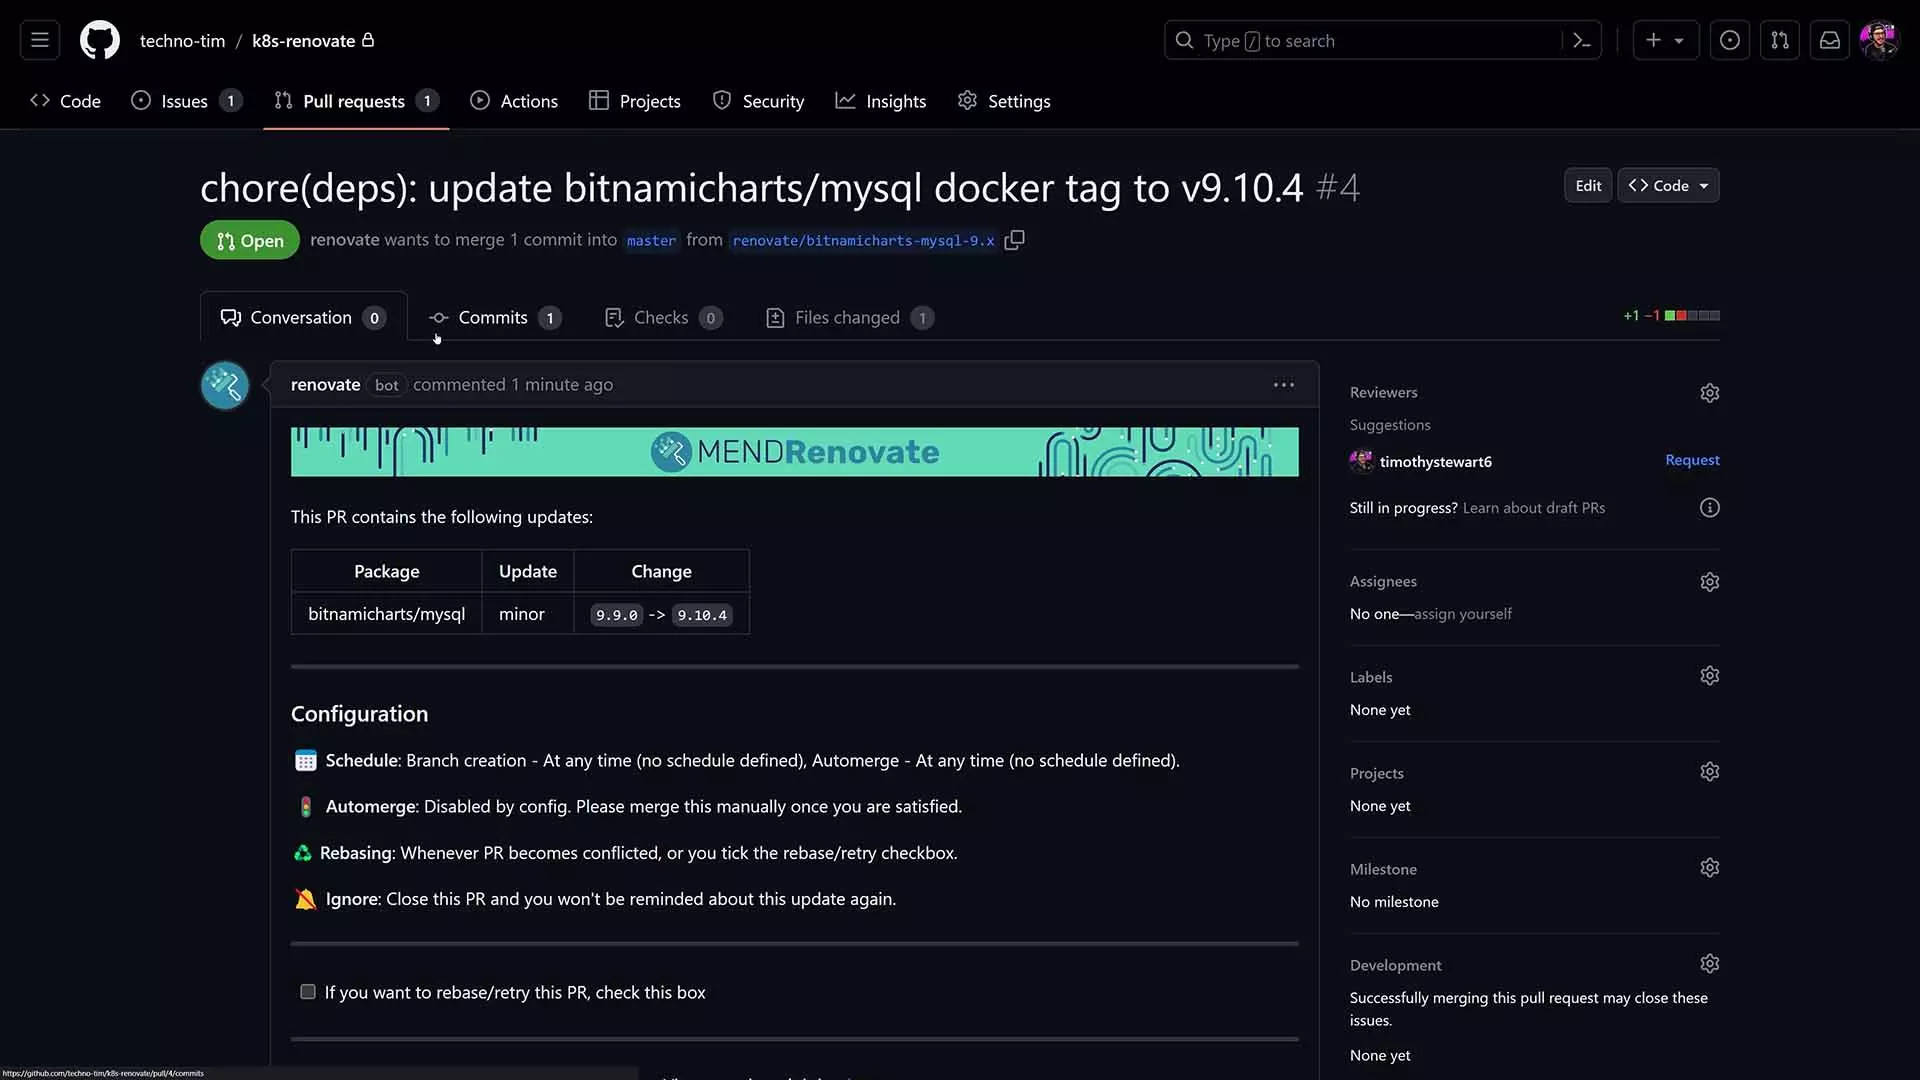 techno-tim / k8s-renovate
Type / to search
Code
Issues 1
Pull requests 1
Actions
Projects
Security
Insights
Settings
chore(deps): update bitnamicharts/mysql docker tag to v9.10.4 #4
Edit
Code
Open
renovate wants to merge 1 commit into master from renovate/bitnamicharts-mysql-9.x
Conversation 0
Commits 1
Checks 0
Files changed 1
+1 −1
renovate bot commented 1 minute ago
MENDRenovate
This PR contains the following updates:
Package Update Change
bitnamicharts/mysql minor 9.9.0 -> 9.10.4
Configuration
Schedule: Branch creation - At any time (no schedule defined), Automerge - At any time (no schedule defined).
Automerge: Disabled by config. Please merge this manually once you are satisfied.
Rebasing: Whenever PR becomes conflicted, or you tick the rebase/retry checkbox.
Ignore: Close this PR and you won't be reminded about this update again.
If you want to rebase/retry this PR, check this box
Reviewers
Suggestions
timothystewart6
Request
Still in progress? Learn about draft PRs
Assignees
No one—assign yourself
Labels
None yet
Projects
None yet
Milestone
No milestone
Development
Successfully merging this pull request may close these
issues.
None yet
https://github.com/techno-tim/k8s-renovate/pull/4/commits